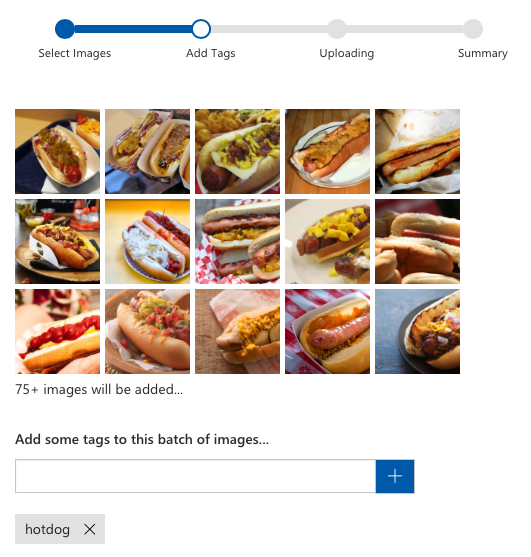 Select Images Add Tags Uploading Summary
75+ images will be added...
Add some tags to this batch of images...
hotdog